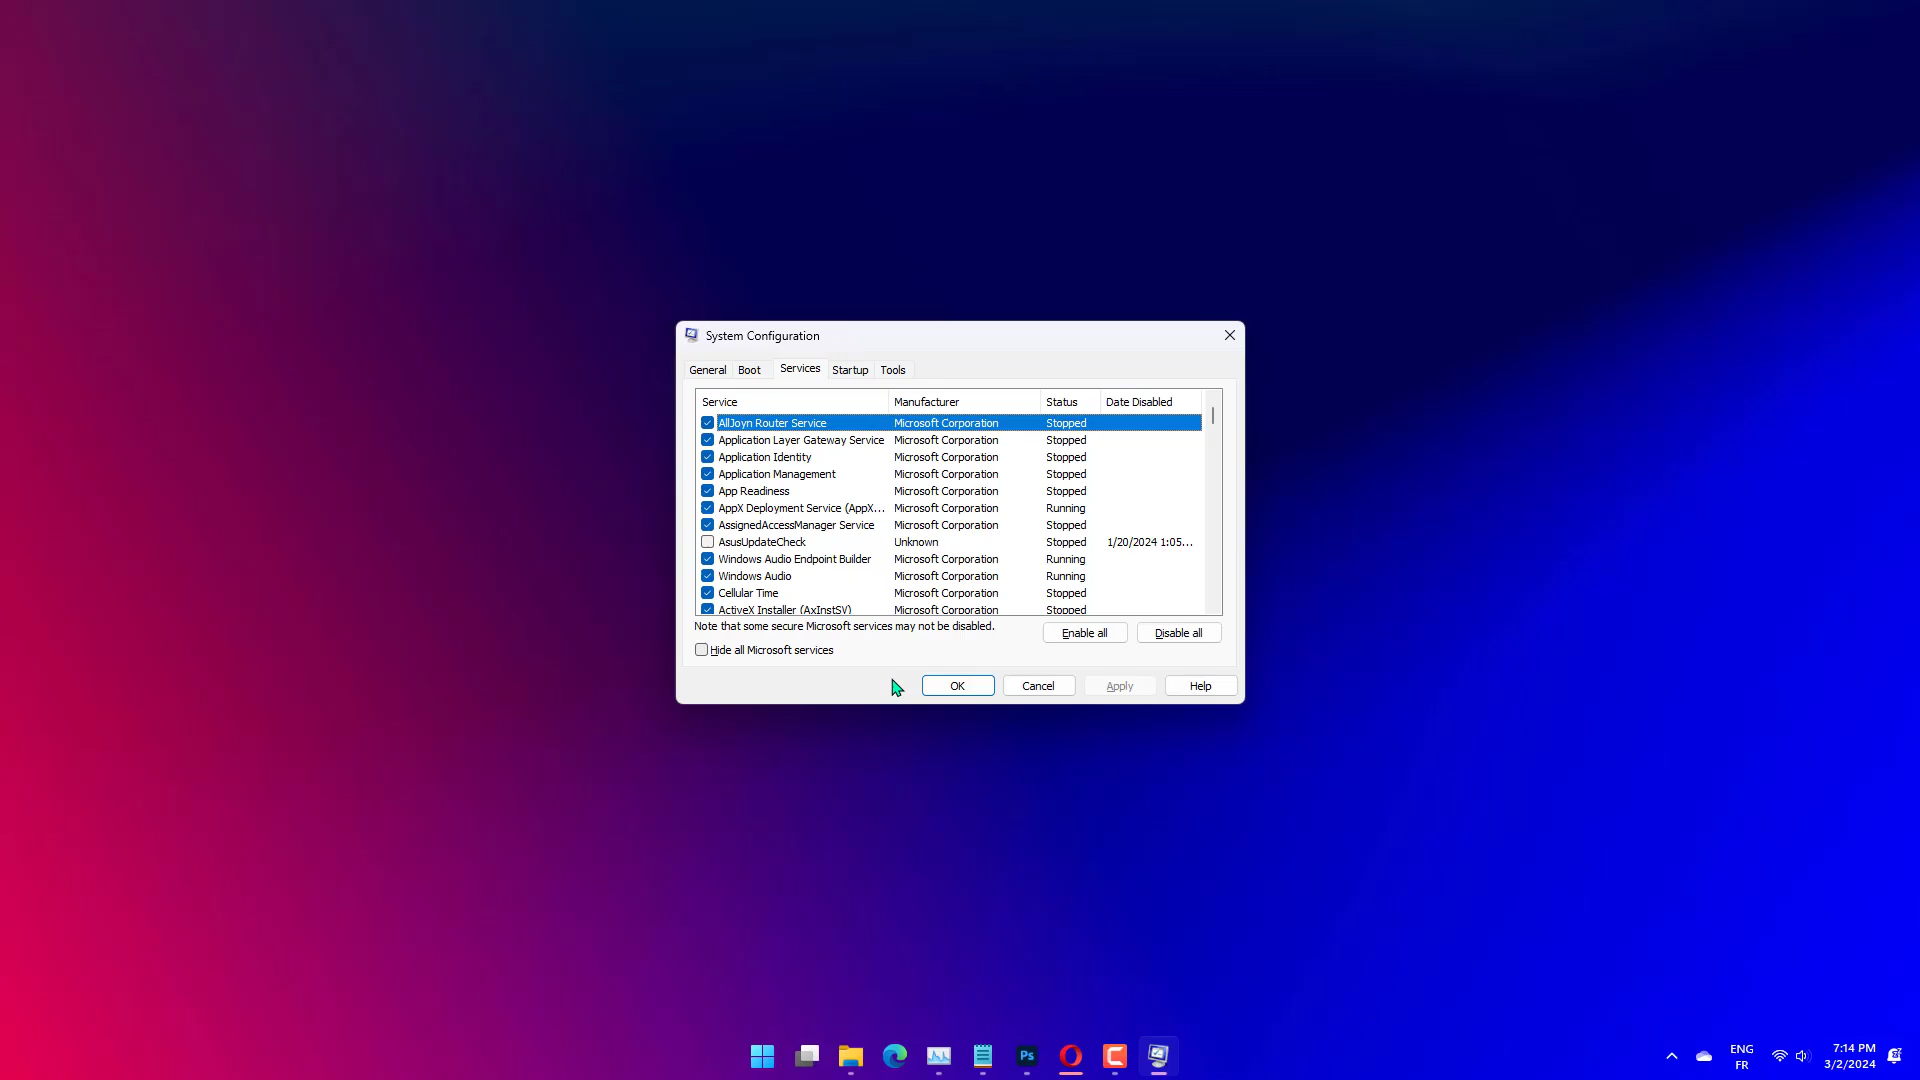 System Configuration
General Boot Services Startup Tools
Service Manufacturer Status Date Disabled
AllJoyn Router Service Microsoft Corporation Stopped
Application Layer Gateway Service Microsoft Corporation Stopped
Application Identity Microsoft Corporation Stopped
Application Management Microsoft Corporation Stopped
App Readiness Microsoft Corporation Stopped
AppX Deployment Service (AppX... Microsoft Corporation Running
AssignedAccessManager Service Microsoft Corporation Stopped
AsusUpdateCheck Unknown Stopped 1/20/2024 1:05...
Windows Audio Endpoint Builder Microsoft Corporation Running
Windows Audio Microsoft Corporation Running
Cellular Time Microsoft Corporation Stopped
ActiveX Installer (AxInstSV) Microsoft Corporation Stopped
Note that some secure Microsoft services may not be disabled.
Enable all Disable all
Hide all Microsoft services
OK Cancel Apply Help
Ps
ENG
FR
7:14 PM
3/2/2024